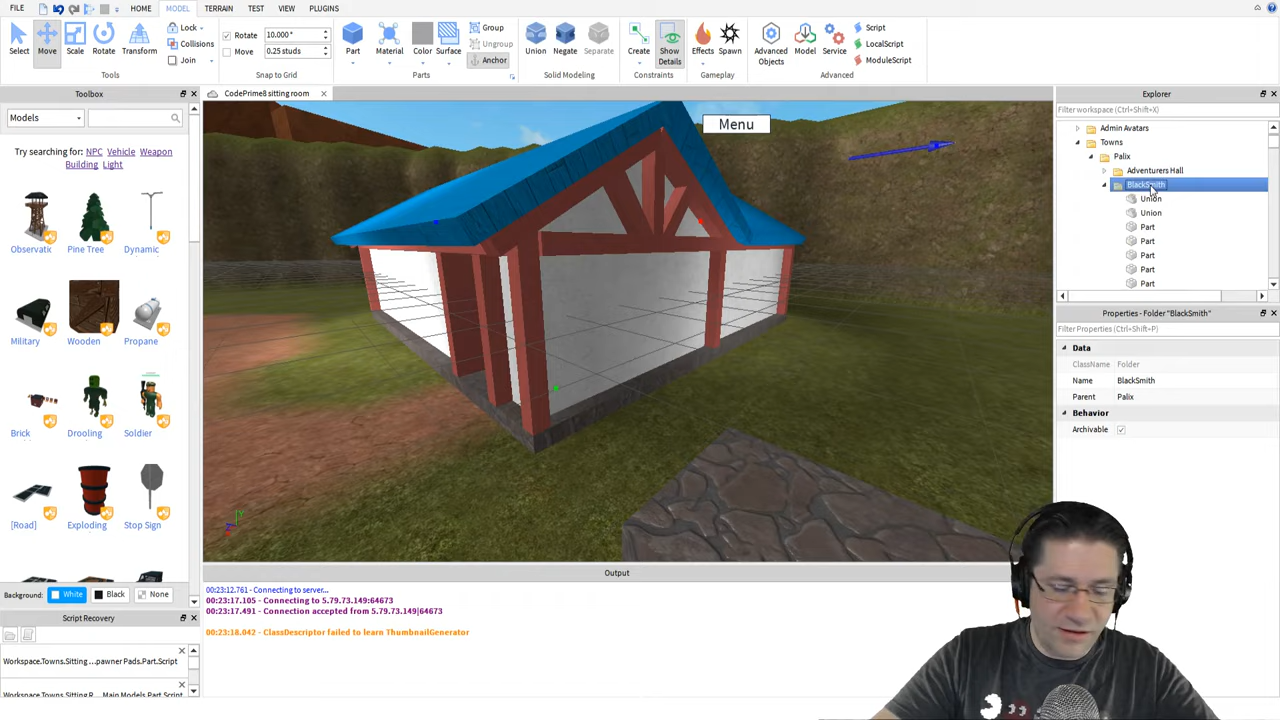 FILE HOME MODEL TERRAIN TEST VIEW PLUGINS
Select Move Scale Rotate Transform
Lock
Collisions
Join
Tools
Rotate 10.000°
Move 0.25 studs
Snap to Grid
Part Material Color Surface
Group
Ungroup
Anchor
Parts
Union Negate Separate
Solid Modeling
Create Show Details
Constraints
Effects Spawn
Gameplay
Advanced Objects Model Service
Script
LocalScript
ModuleScript
Advanced
Toolbox
Models
Try searching for: NPC Vehicle Weapon
Building Light
Observatic Pine Tree Dynamic
Military Wooden Propane
Brick Drooling Soldier
[Road] Exploding Stop Sign
Background: White Black None
Script Recovery
Workspace.Towns.Sitting ...pawner Pads.Part.Script
Workspace.Towns.Sitting R... Main Models Part Script
CodePrime8 sitting room
Menu
Output
00:23:12.761 - Connecting to server...
00:23:17.105 - Connecting to 5.79.73.149:64673
00:23:17.491 - Connection accepted from 5.79.73.149|64673
00:23:18.042 - ClassDescriptor failed to learn ThumbnailGenerator
Explorer
Filter workspace (Ctrl+Shift+X)
Admin Avatars
Towns
Palix
Adventurers Hall
BlackSmith
Union
Union
Part
Part
Part
Part
Part
Properties - Folder "BlackSmith"
Filter Properties (Ctrl+Shift+P)
Data
ClassName Folder
Name BlackSmith
Parent Palix
Behavior
Archivable